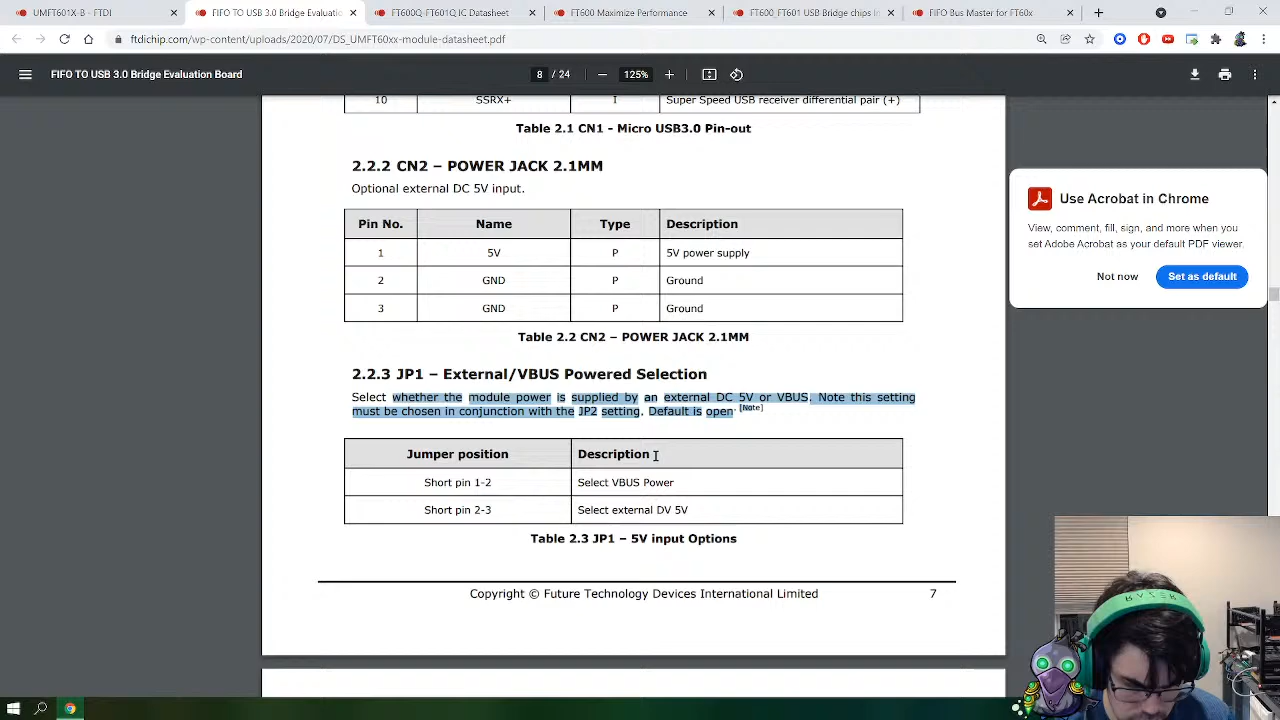 UMFT601X-B - FTDI
FIFO TO USB 3.0 Bridge Evaluatio
FT600Q-FT601Q IC Datasheet
FT600 Maximize Performance
FT600_FT601 USB Bridge chips in
FIFO Bus Master for FT60x
ftdichip.com/wp-content/uploads/2020/07/DS_UMFT60xx-module-datasheet.pdf
FIFO TO USB 3.0 Bridge Evaluation Board
8 / 24
125%
10 SSRX+ I Super Speed USB receiver differential pair (+)
Table 2.1 CN1 - Micro USB3.0 Pin-out
2.2.2 CN2 – POWER JACK 2.1MM
Optional external DC 5V input.
Pin No. Name Type Description
1 5V P 5V power supply
2 GND P Ground
3 GND P Ground
Table 2.2 CN2 – POWER JACK 2.1MM
2.2.3 JP1 – External/VBUS Powered Selection
Select whether the module power is supplied by an external DC 5V or VBUS. Note this setting
must be chosen in conjunction with the JP2 setting. Default is open. [Note]
Jumper position Description
Short pin 1-2 Select VBUS Power
Short pin 2-3 Select external DV 5V
Table 2.3 JP1 – 5V input Options
Copyright © Future Technology Devices International Limited 7
Use Acrobat in Chrome
View, comment, fill, sign, and more when you
set Adobe Acrobat as your default PDF viewer.
Not now
Set as default